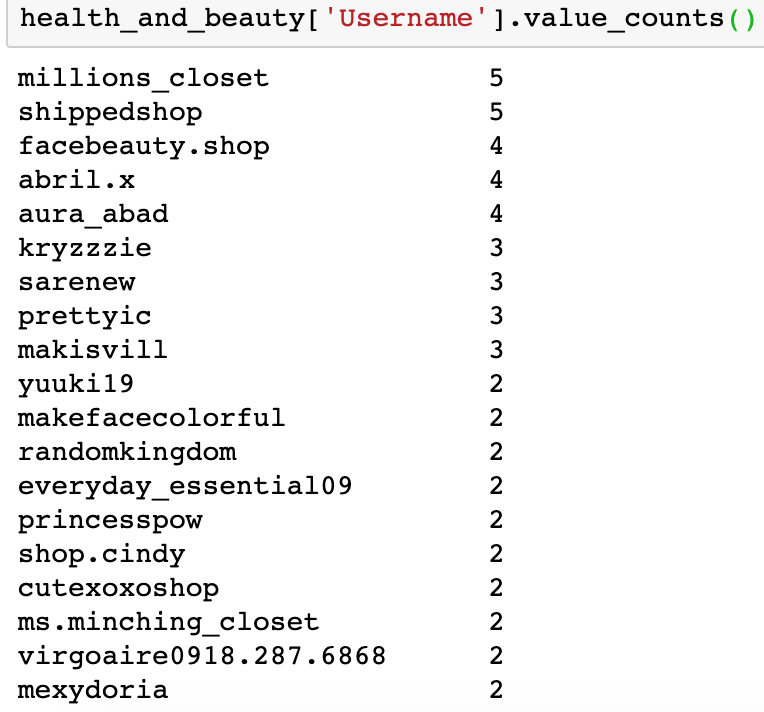 health_and_beauty['Username'].value_counts()
millions_closet 5
shippedshop 5
facebeauty.shop 4
abril.x 4
aura_abad 4
kryzzzie 3
sarenew 3
prettyic 3
makisvill 3
yuuki19 2
makefacecolorful 2
randomkingdom 2
everyday_essential09 2
princesspow 2
shop.cindy 2
cutexoxoshop 2
ms.minching_closet 2
virgoaire0918.287.6868 2
mexydoria 2